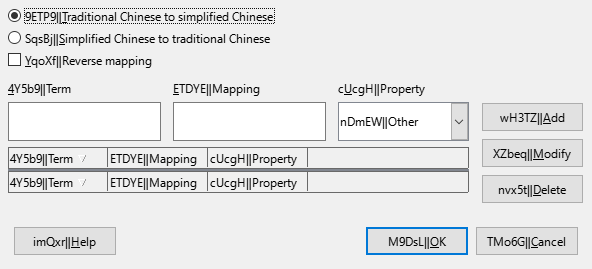 9ETP9||Traditional Chinese to simplified Chinese
SqsBj||Simplified Chinese to traditional Chinese
YqoXf||Reverse mapping
4Y5b9||Term ETDYE||Mapping cUcgH||Property
nDmEW||Other wH3TZ||Add
4Y5b9||Term / ETDYE||Mapping cUcgH||Property XZbeq||Modify
4Y5b9||Term / ETDYE||Mapping cUcgH||Property nvx5t||Delete
imQxr||Help M9DsL||OK TMo6G||Cancel